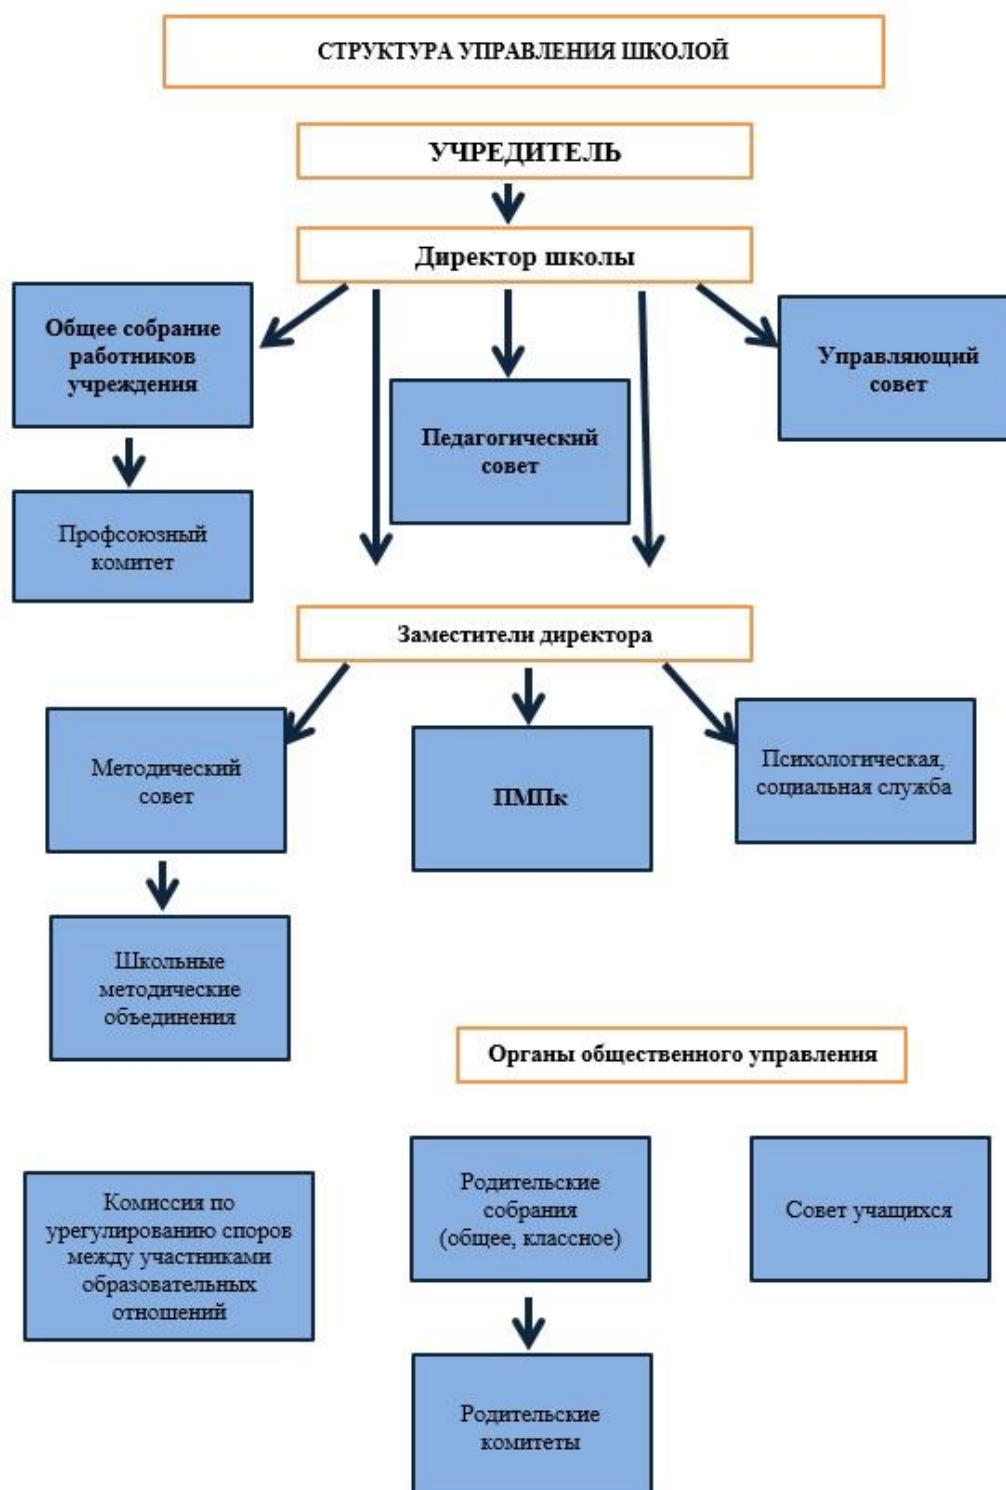 СТРУКТУРА УПРАВЛЕНИЯ ШКОЛОЙ
УЧРЕДИТЕЛЬ
Директор школы
Общее собрание
работников
учреждения
Управляющий
совет
Педагогический
совет
Профсоюзный
комитет
Заместители директора
Методический
совет
ПМПк
Психологическая,
социальная служба
Школьные
методические
объединения
Органы общественного управления
Комиссия по
урегулированию споров
между участниками
образовательных
отношений
Родительские
собрания
(общее, классное)
Совет учащихся
Родительские
комитеты